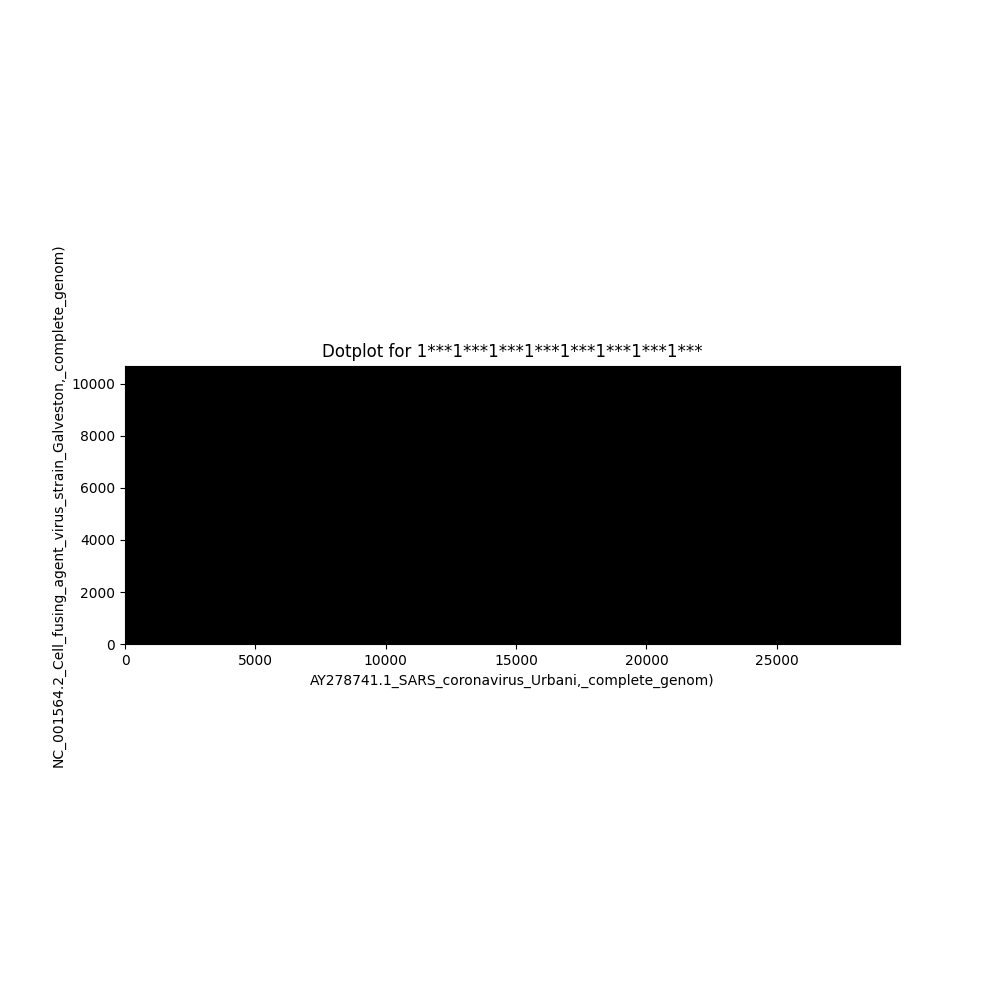 Dotplot for 1***1***1***1***1***1***1***1***
NC_001564.2_Cell_fusing_agent_virus_strain_Galveston,_complete_genom)
10000
8000
6000
4000
2000
0
0 5000 10000 15000 20000 25000
AY278741.1_SARS_coronavirus_Urbani,_complete_genom)